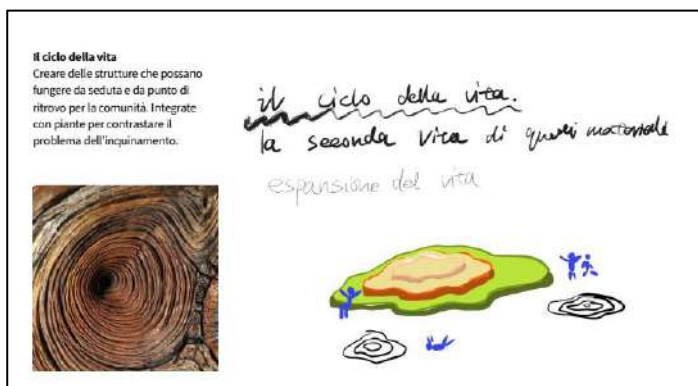 Il ciclo della vita
Creare delle strutture che possano
fungere da seduta e da punto di
ritrovo per la comunità. Integrate
con piante per contrastare il
problema dell'inquinamento.
il ciclo della vita.
la seconda vita di questi materiali
espansione del vita